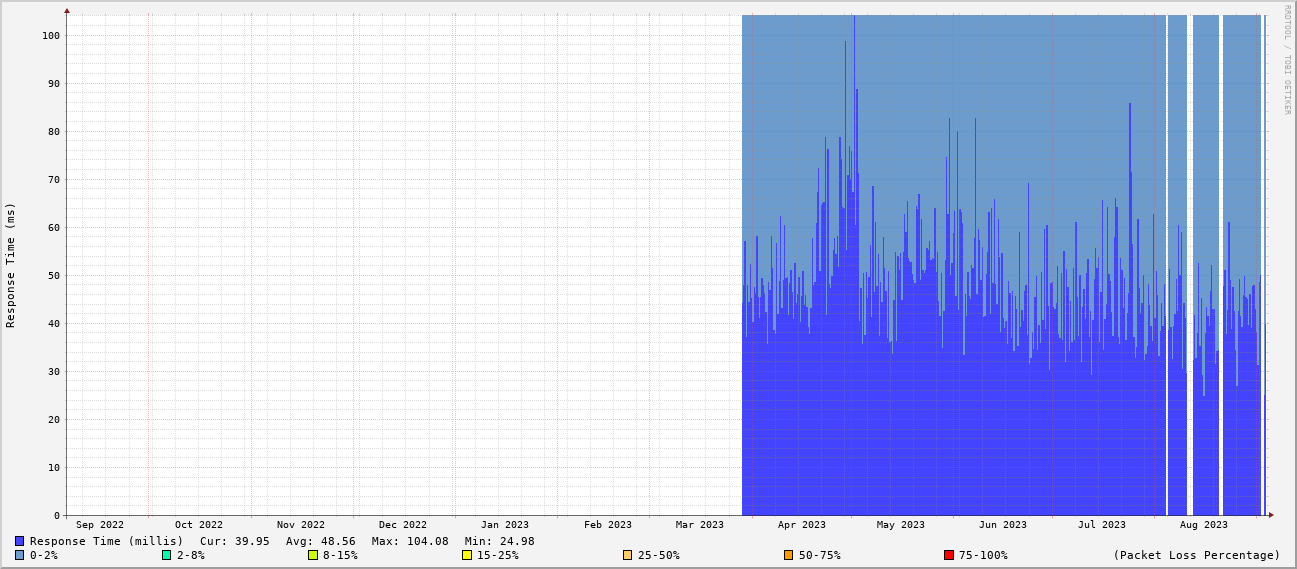 RRDTOOL / TOBI OETIKER
Response Time (ms)
100
90
80
70
60
50
40
30
20
10
0
Sep 2022 Oct 2022 Nov 2022 Dec 2022 Jan 2023 Feb 2023 Mar 2023 Apr 2023 May 2023 Jun 2023 Jul 2023 Aug 2023
Response Time (millis) Cur: 39.95 Avg: 48.56 Max: 104.08 Min: 24.98
0-2% 2-8% 8-15% 15-25% 25-50% 50-75% 75-100% (Packet Loss Percentage)